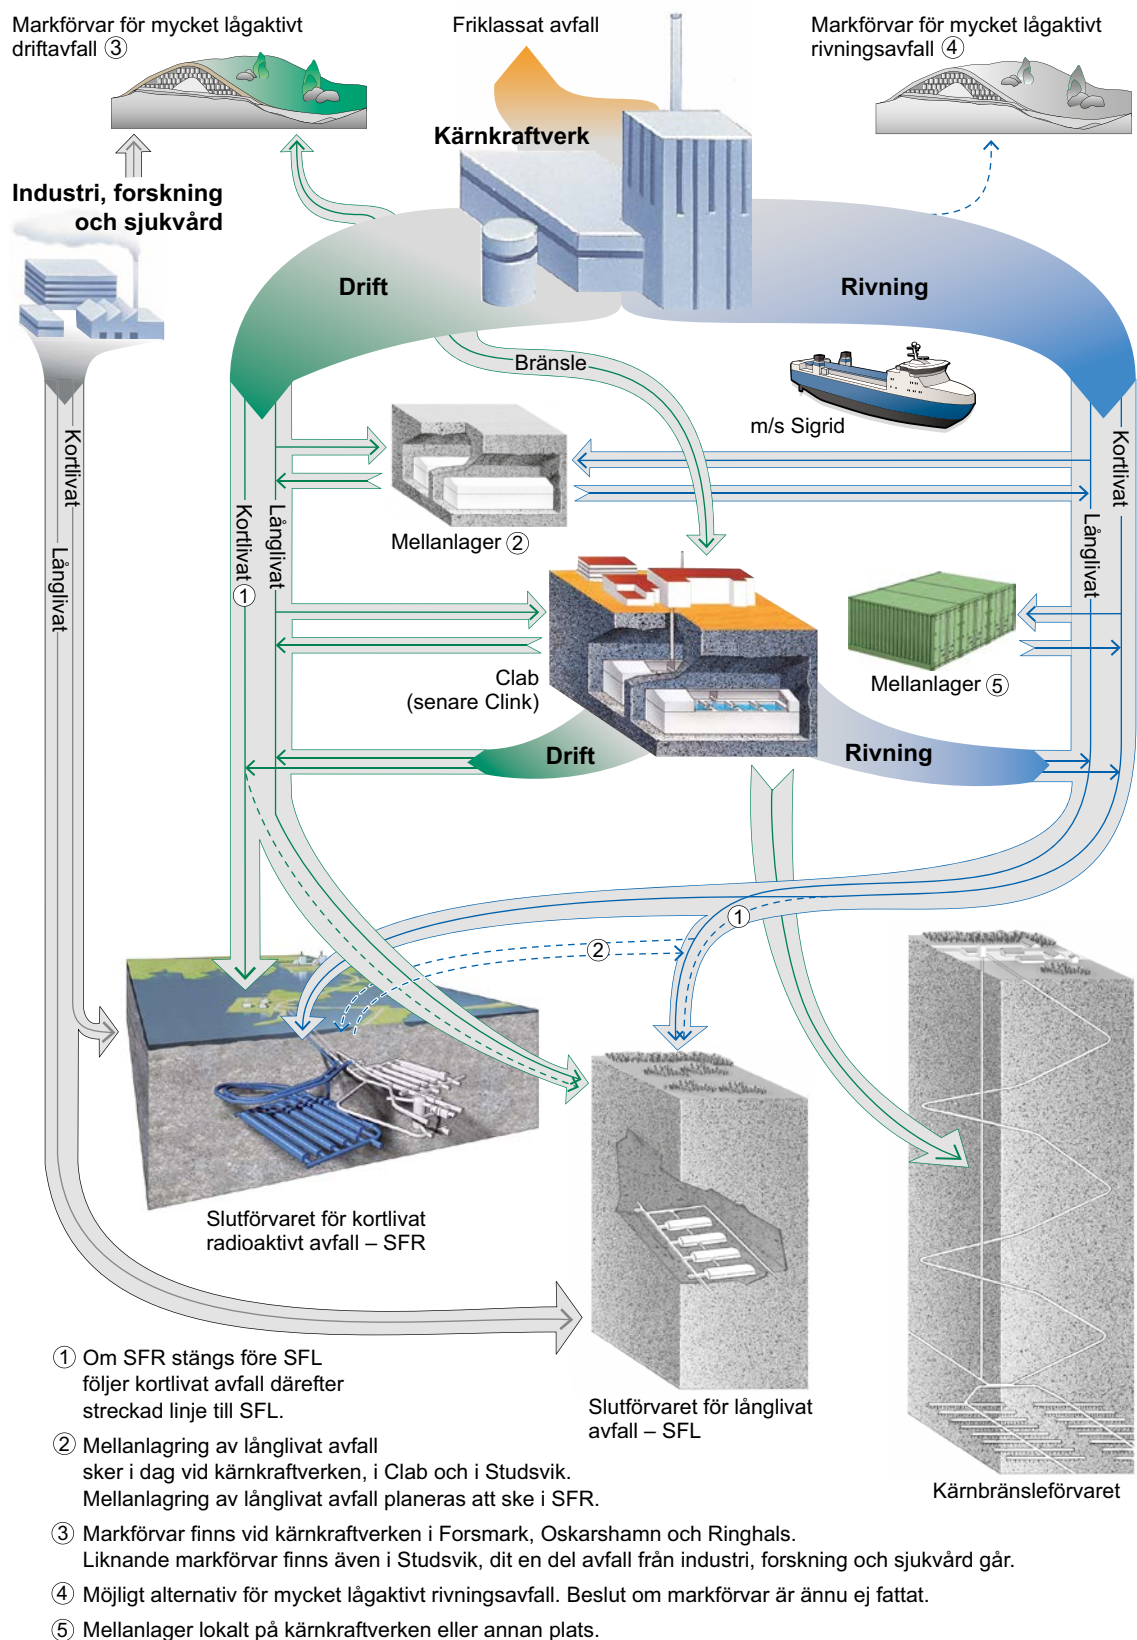 Markförvar för mycket lågaktivt
driftavfall ③
Friklassat avfall
Markförvar för mycket lågaktivt
rivningsavfall ④
Kärnkraftverk
Industri, forskning
och sjukvård
Drift
Rivning
Bränsle
m/s Sigrid
Kortlivat
Långlivat
Kortlivat ①
Långlivat
Kortlivat
Långlivat
Mellanlager ②
Clab
(senare Clink)
Mellanlager ⑤
Drift
Rivning
①
②
Slutförvaret för kortlivat
radioaktivt avfall – SFR
Slutförvaret för långlivat
avfall – SFL
Kärnbränsleförvaret
① Om SFR stängs före SFL
följer kortlivat avfall därefter
streckad linje till SFL.
② Mellanlagring av långlivat avfall
sker i dag vid kärnkraftverken, i Clab och i Studsvik.
Mellanlagring av långlivat avfall planeras att ske i SFR.
③ Markförvar finns vid kärnkraftverken i Forsmark, Oskarshamn och Ringhals.
Liknande markförvar finns även i Studsvik, dit en del avfall från industri, forskning och sjukvård går.
④ Möjligt alternativ för mycket lågaktivt rivningsavfall. Beslut om markförvar är ännu ej fattat.
⑤ Mellanlager lokalt på kärnkraftverken eller annan plats.